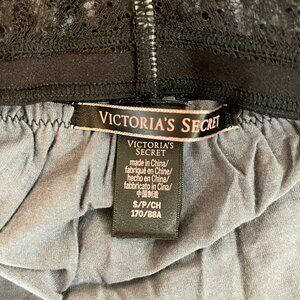 VICTORIA'S SECRET
VICTORIA'S
SECRET
made in China/
fabriqué en Chine/
hecho en China/
fabbricato in Cina/
中国制造
S/P/CH
170/88A